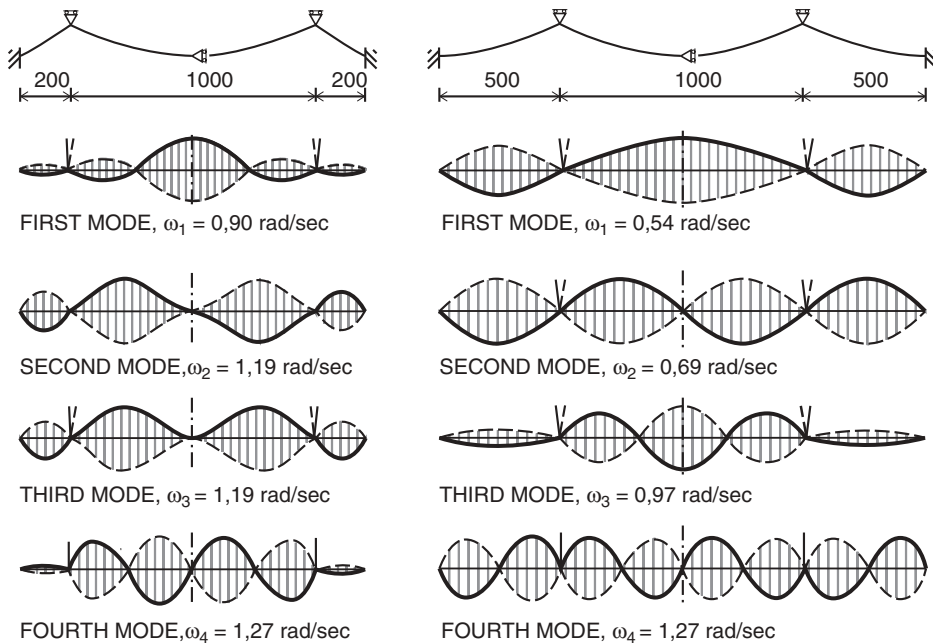 200 1000 200
500 1000 500
FIRST MODE, ω1 = 0,90 rad/sec
FIRST MODE, ω1 = 0,54 rad/sec
SECOND MODE,ω2 = 1,19 rad/sec
SECOND MODE, ω2 = 0,69 rad/sec
THIRD MODE, ω3 = 1,19 rad/sec
THIRD MODE, ω3 = 0,97 rad/sec
FOURTH MODE,ω4 = 1,27 rad/sec
FOURTH MODE, ω4 = 1,27 rad/sec